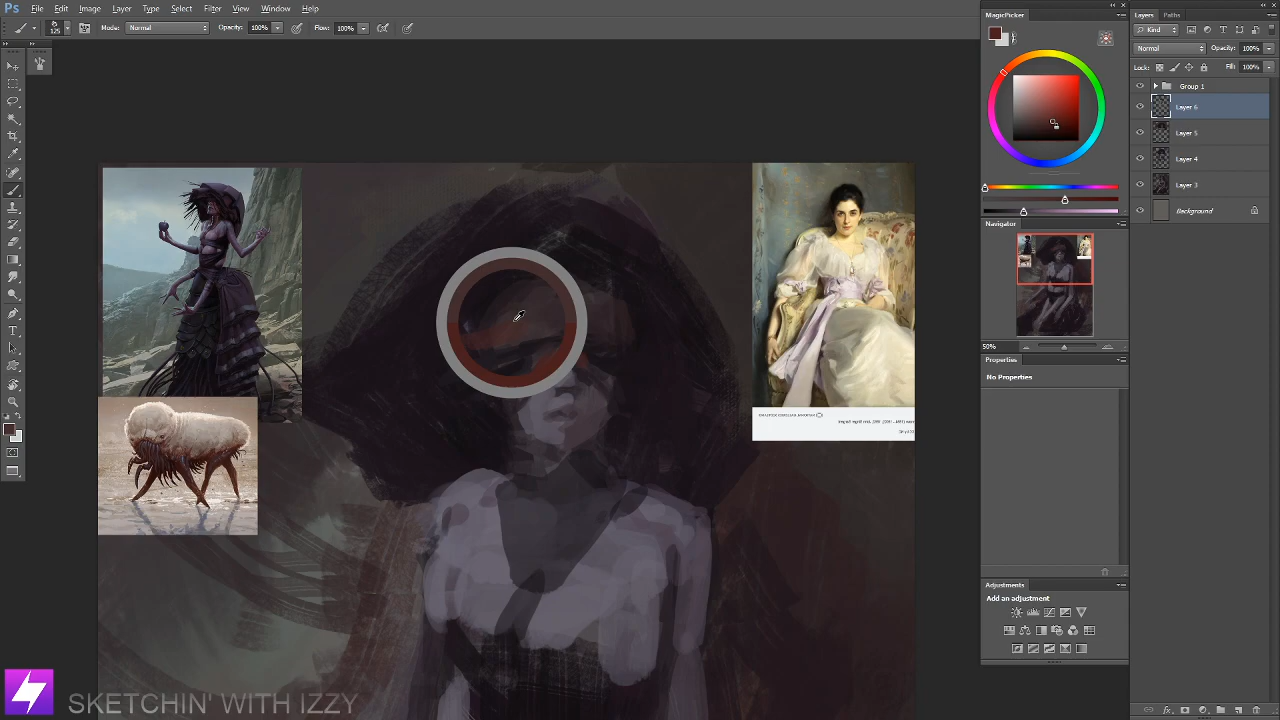 Ps File Edit Image Layer Type Select Filter View Window Help
125 Mode: Normal Opacity: 100% Flow: 100%
MagicPicker
Navigator
50%
Properties
No Properties
Adjustments
Add an adjustment
Layers Paths
Kind
Normal Opacity: 100%
Lock: Fill: 100%
Group 1
Layer 6
Layer 5
Layer 4
Layer 3
Background
SKETCHIN' WITH IZZY